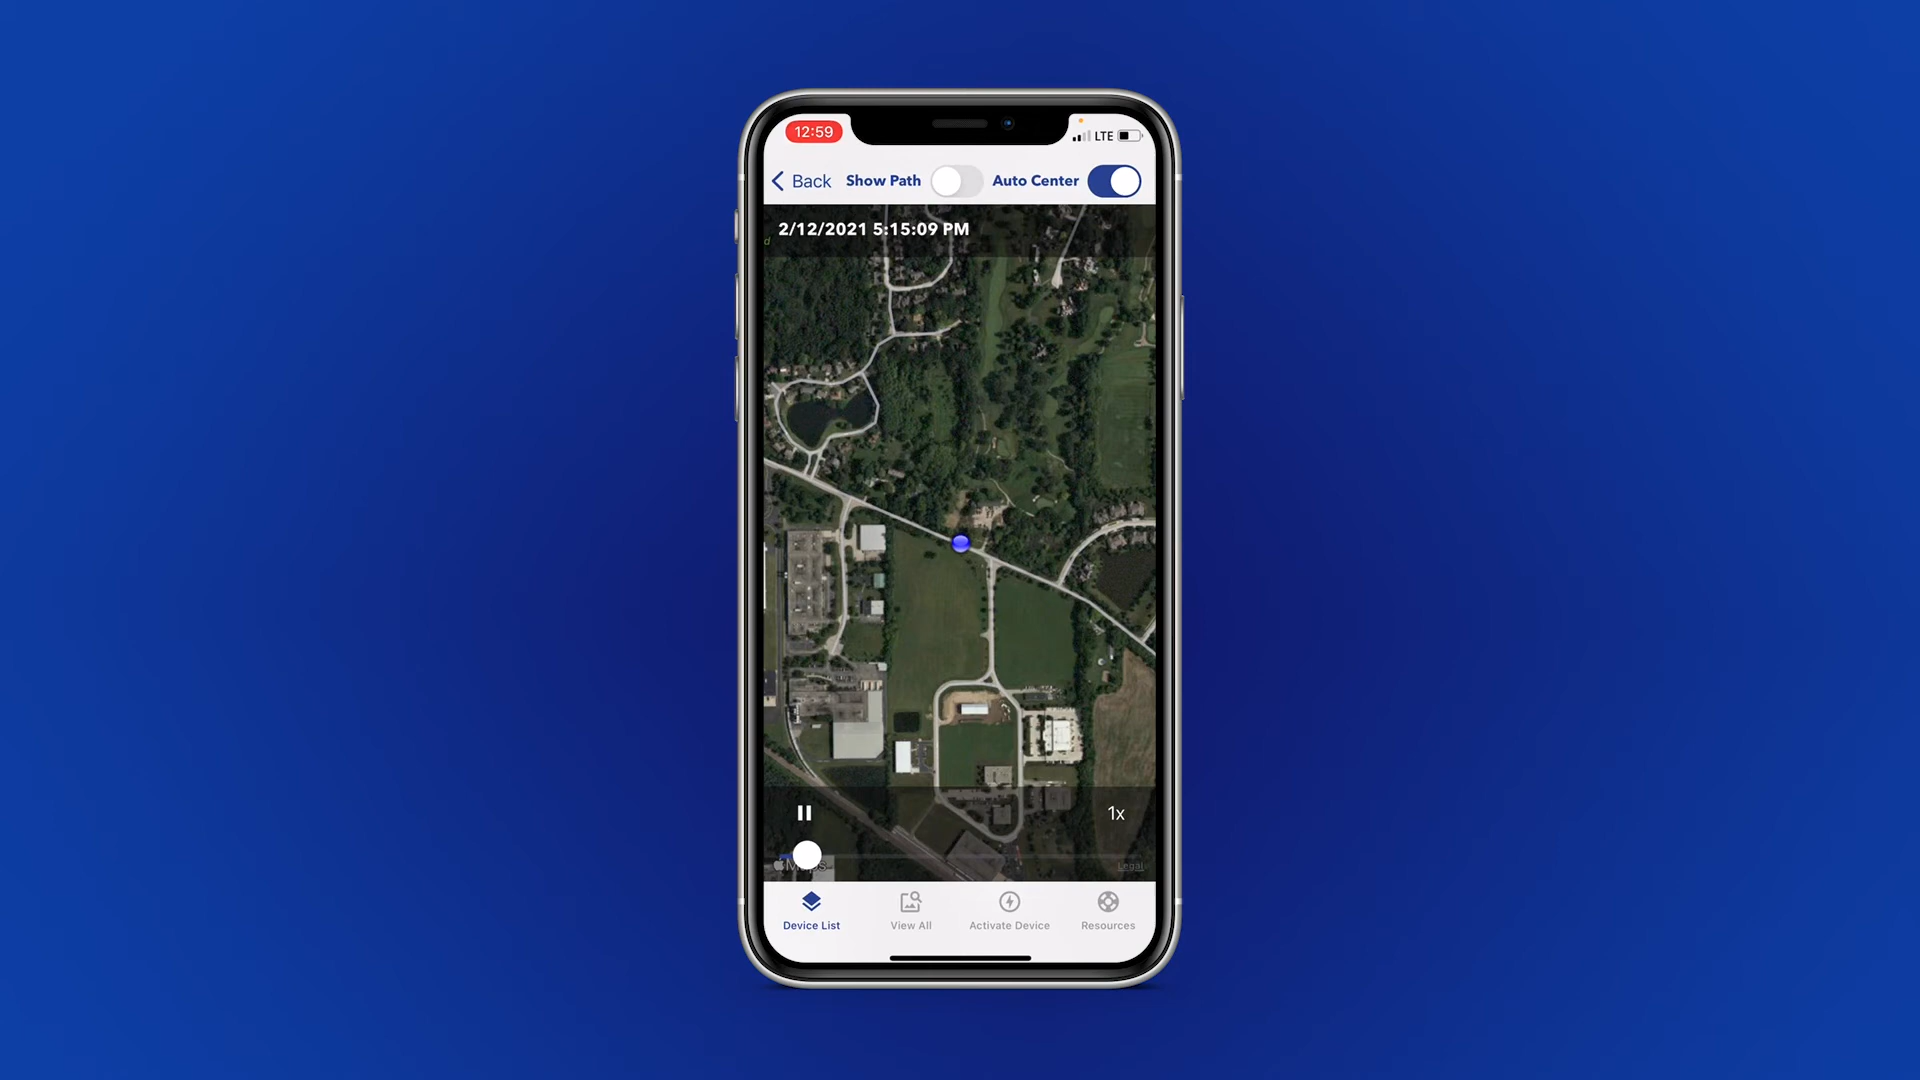 12:59
LTE
Back Show Path Auto Center
2/12/2021 5:15:09 PM
d
1x
Maps
Legal
Device List View All Activate Device Resources